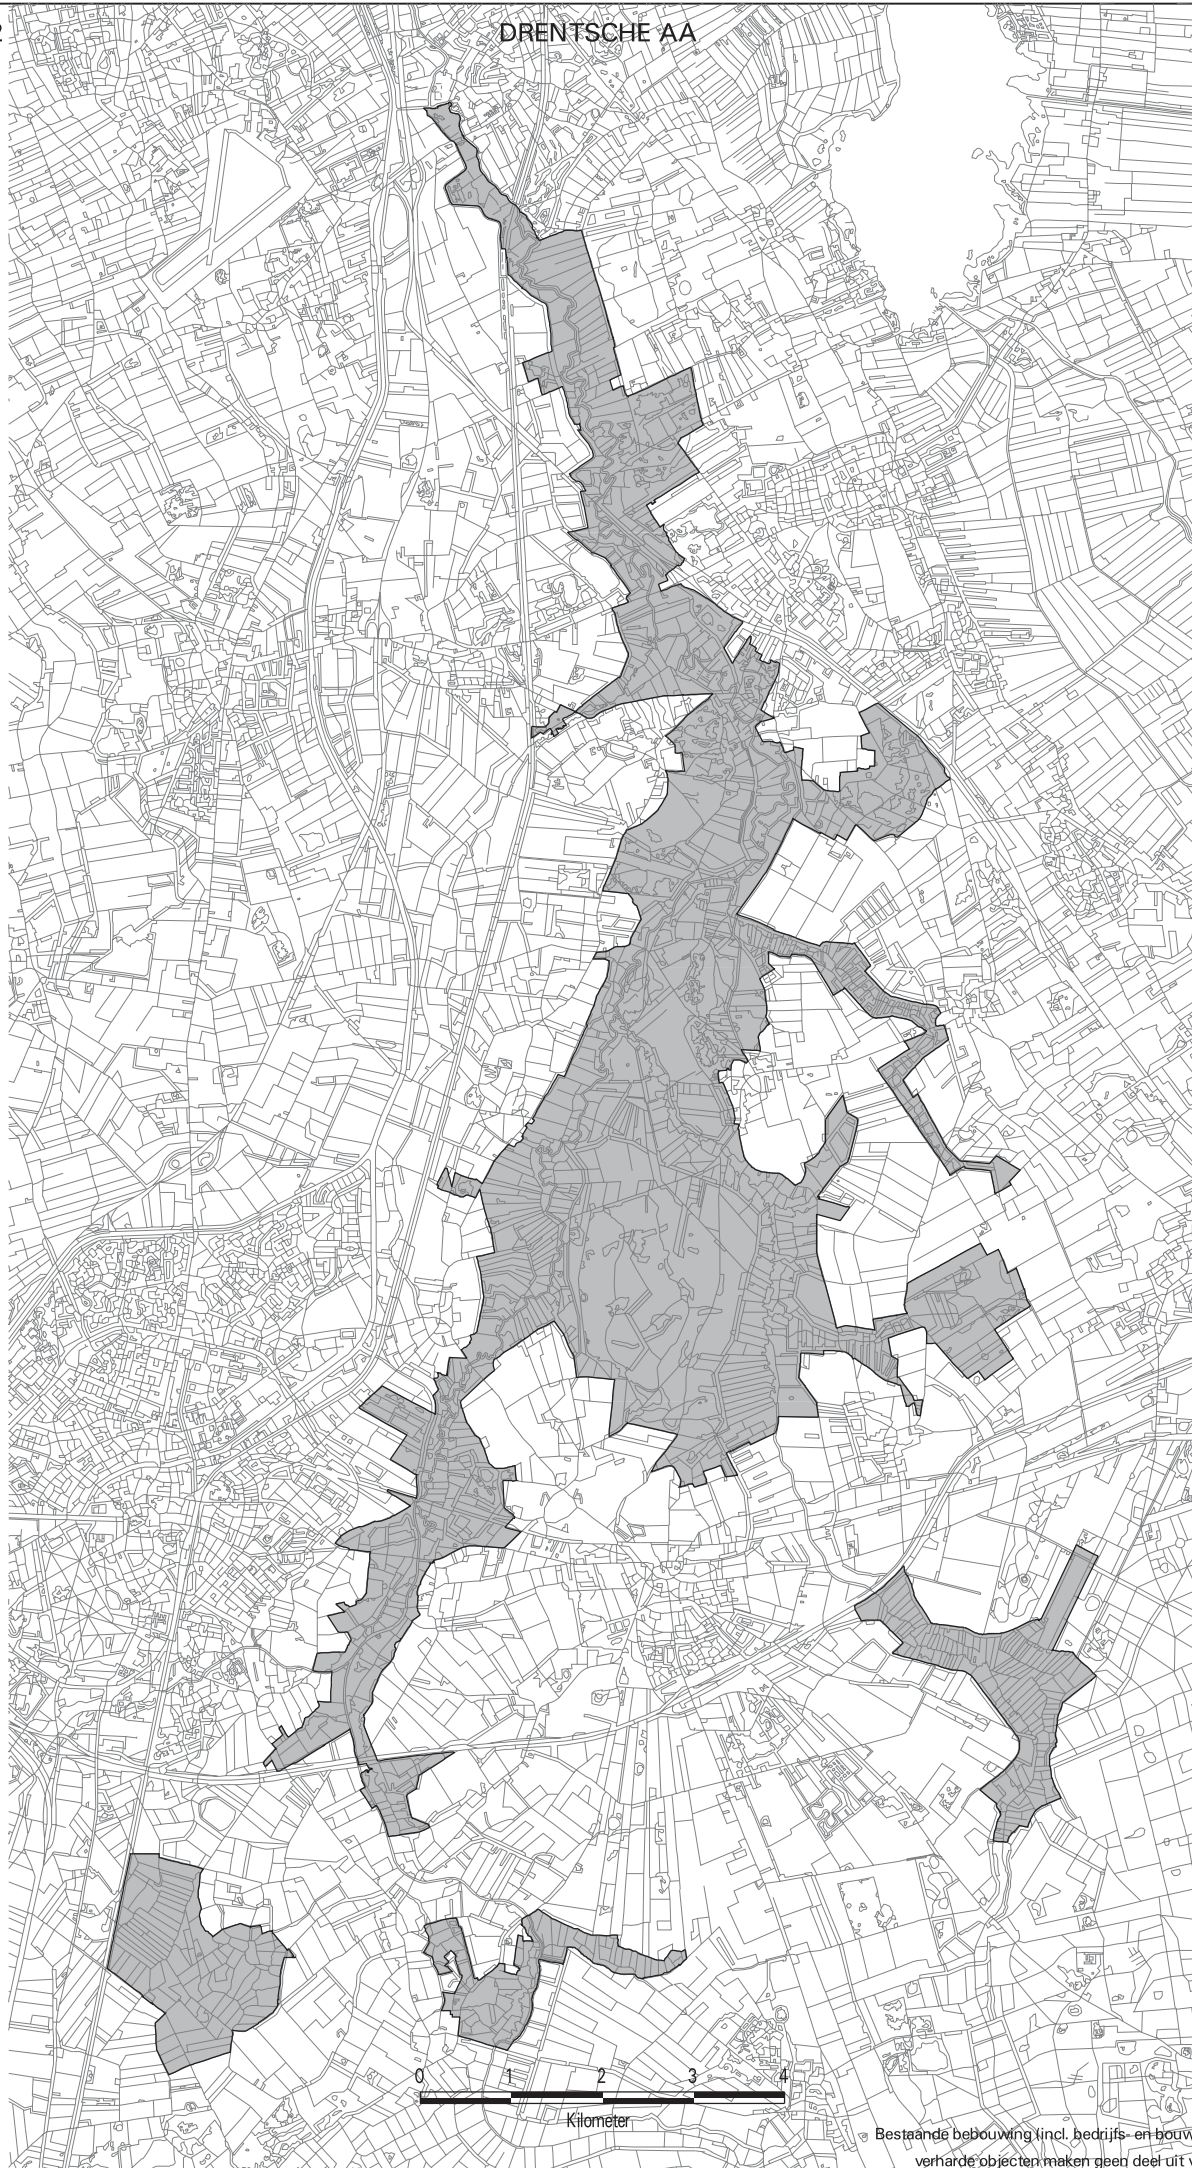 DRENTSCHE AA
0 1 2 3 4
Kilometer
Bestaande bebouwing (incl. bedrijfs- en bouw
verharde objecten maken geen deel uit v